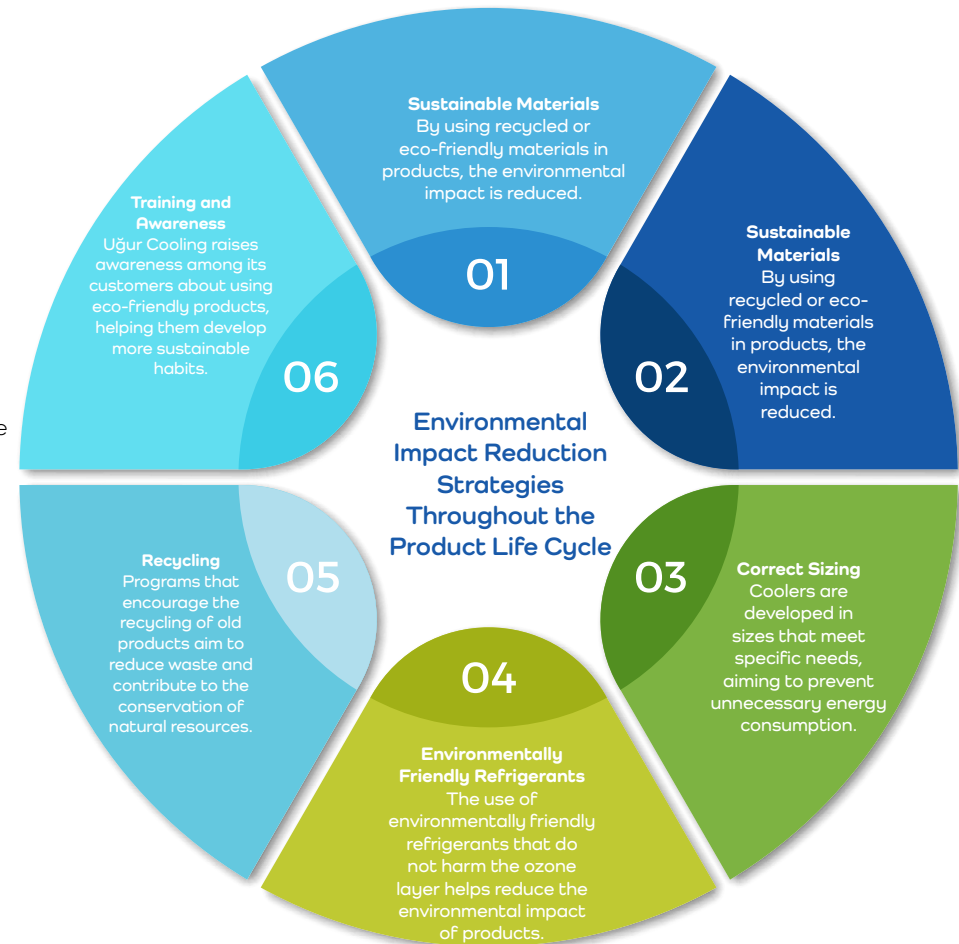 Sustainable Materials
By using recycled or
eco-friendly materials in
products, the environmental
impact is reduced.
01
Sustainable
Materials
By using
recycled or eco-
friendly materials
in products, the
environmental
impact is
reduced.
02
Correct Sizing
Coolers are
developed in
sizes that meet
specific needs,
aiming to prevent
unnecessary energy
consumption.
03
Environmentally
Friendly Refrigerants
The use of
environmentally friendly
refrigerants that do
not harm the ozone
layer helps reduce the
environmental impact
of products.
04
Recycling
Programs that
encourage the
recycling of old
products aim to
reduce waste and
contribute to the
conservation of
natural resources.
05
Training and
Awareness
Uğur Cooling raises
awareness among its
customers about using
eco-friendly products,
helping them develop
more sustainable
habits.
06
Environmental
Impact Reduction
Strategies
Throughout the
Product Life Cycle
e